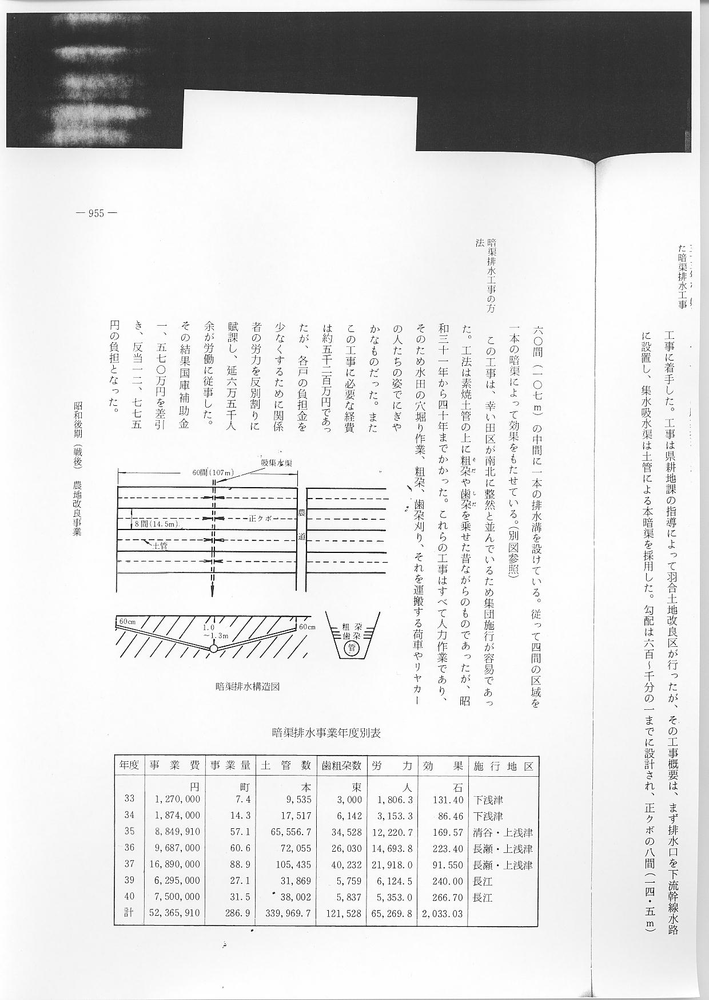 た暗渠排水工事
工事に着手した。工事は県耕地課の指導によって羽合土地改良区が行ったが、その工事概要は、まず排水口を下流幹線水路
に設置し、集水吸水渠は土管による本暗渠を採用した。勾配は六百〜千分の一までに設計され、正クボの八間(一四・五m)
六〇間(一〇七m)の中間に一本の排水溝を設けている。従って四間の区域を
一本の暗渠によって効果をもたせている。(別図参照)
暗渠排水工事の方
法
この工事は、幸い田区が南北に整然と並んでいるため集団施行が容易であっ
た。工法は素焼土管の上に粗朶や歯朶を乗せた昔ながらのものであったが、昭
そだ
しだ
和三十一年から四十年までかかった。これらの工事はすべて人力作業であり、
そのため水田の穴堀り作業、粗朶、歯朶刈り、それを運搬する荷車やリヤカー
の人たちの姿でにぎや
かなものだった。また
この工事に必要な経費
は約五千二百万円であっ
たが、各戸の負担金を
少なくするために関係
者の労力を反別割りに
賦課し、延六万五千人
余が労働に従事した。
その結果国庫補助金
一、五七〇万円を差引
き、反当一二、七七五
円の負担となった。
吸集水渠
60間(107m)
8間(14.5m)
正クボ
土管
農道
60cm
1.0
〜1.3m
60cm
粗朶
歯朶
管
暗渠排水構造図
暗渠排水事業年度別表
年度 事業費 事業量 土管数 歯粗朶数 労力 効果 施行地区
円 町 本 束 人 石
33 1,270,000 7.4 9,535 3,000 1,806.3 131.40 下浅津
34 1,874,000 14.3 17,517 6,142 3,153.3 86.46 下浅津
35 8,849,910 57.1 65,556.7 34,528 12,220.7 169.57 清谷・上浅津
36 9,687,000 60.6 72,055 26,030 14,693.8 223.40 長瀬・上浅津
37 16,890,000 88.9 105,435 40,232 21,918.0 91.550 長瀬・上浅津
39 6,295,000 27.1 31,869 5,759 6,124.5 240.00 長江
40 7,500,000 31.5 38,002 5,837 5,353.0 266.70 長江
計 52,365,910 286.9 339,969.7 121,528 65,269.8 2,033.03
昭和後期(戦後) 農地改良事業
— 955 —